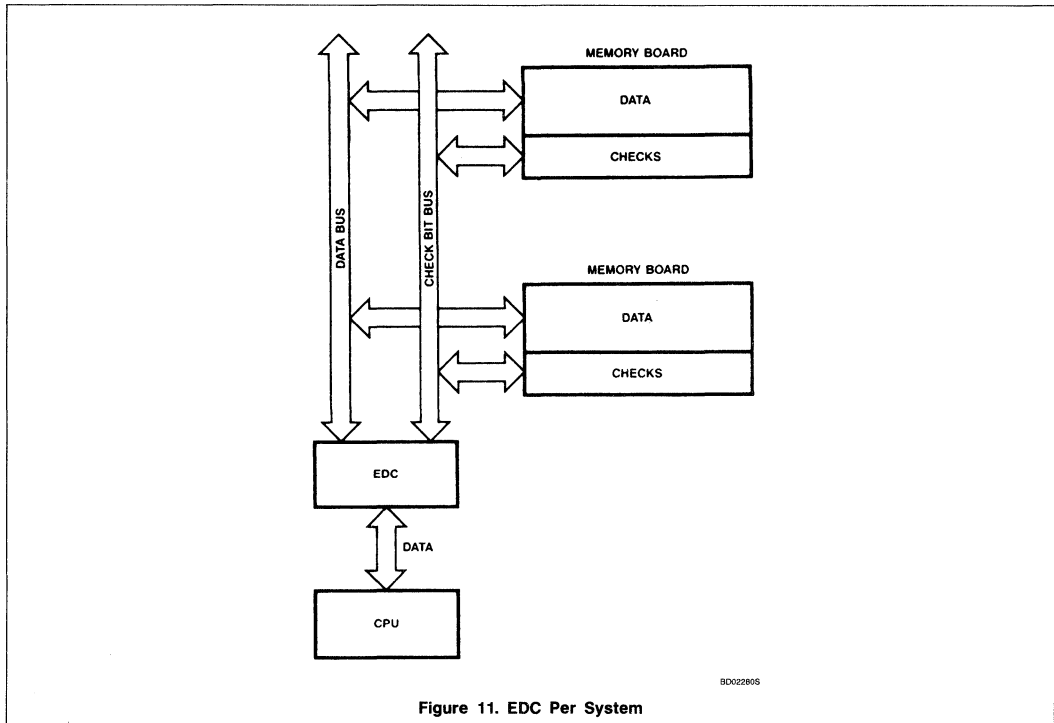 MEMORY BOARD
DATA
CHECKS
DATA BUS
CHECK BIT BUS
MEMORY BOARD
DATA
CHECKS
EDC
DATA
CPU
BD02280S
Figure 11. EDC Per System